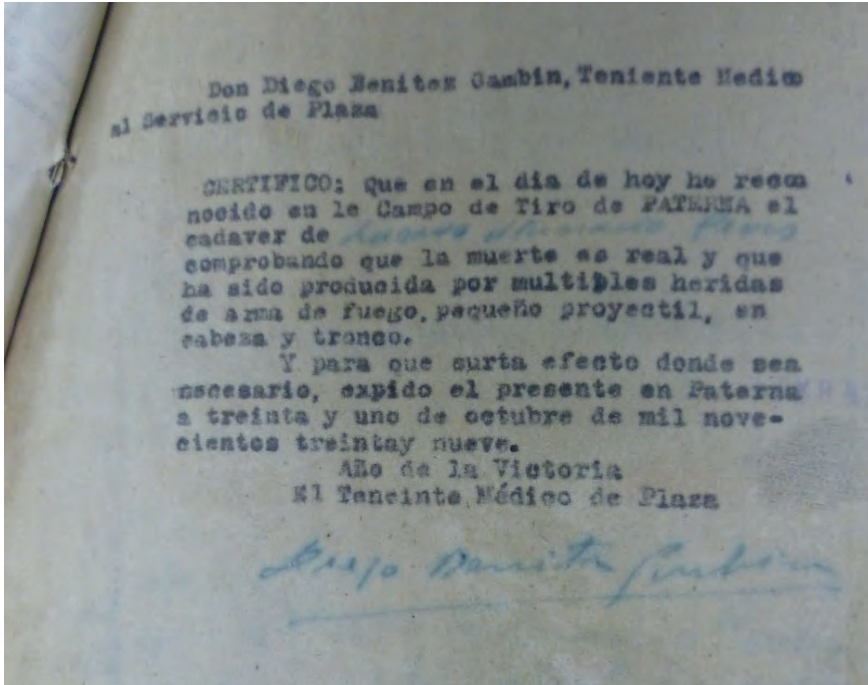 Don Diego Benitez Gambin, Teniente Medico
al Servicio de Plaza
CERTIFICO: Que en el dia de hoy he recon
nocido en le Campo de Tiro de PATERNA el
cadaver de
comprobando que la muerte es real y que
ha sido producida por multiples heridas
de arma de fuego, pequeño proyectil, en
cabeza y tronco.
Y para que surta efecto donde sea
necesario, expido el presente en Paterna
a treinta y uno de octubre de mil nove-
cientos treintay nueve.
Año de la Victoria
El Teneinte Médico de Plaza
Diego Benitez Gambin